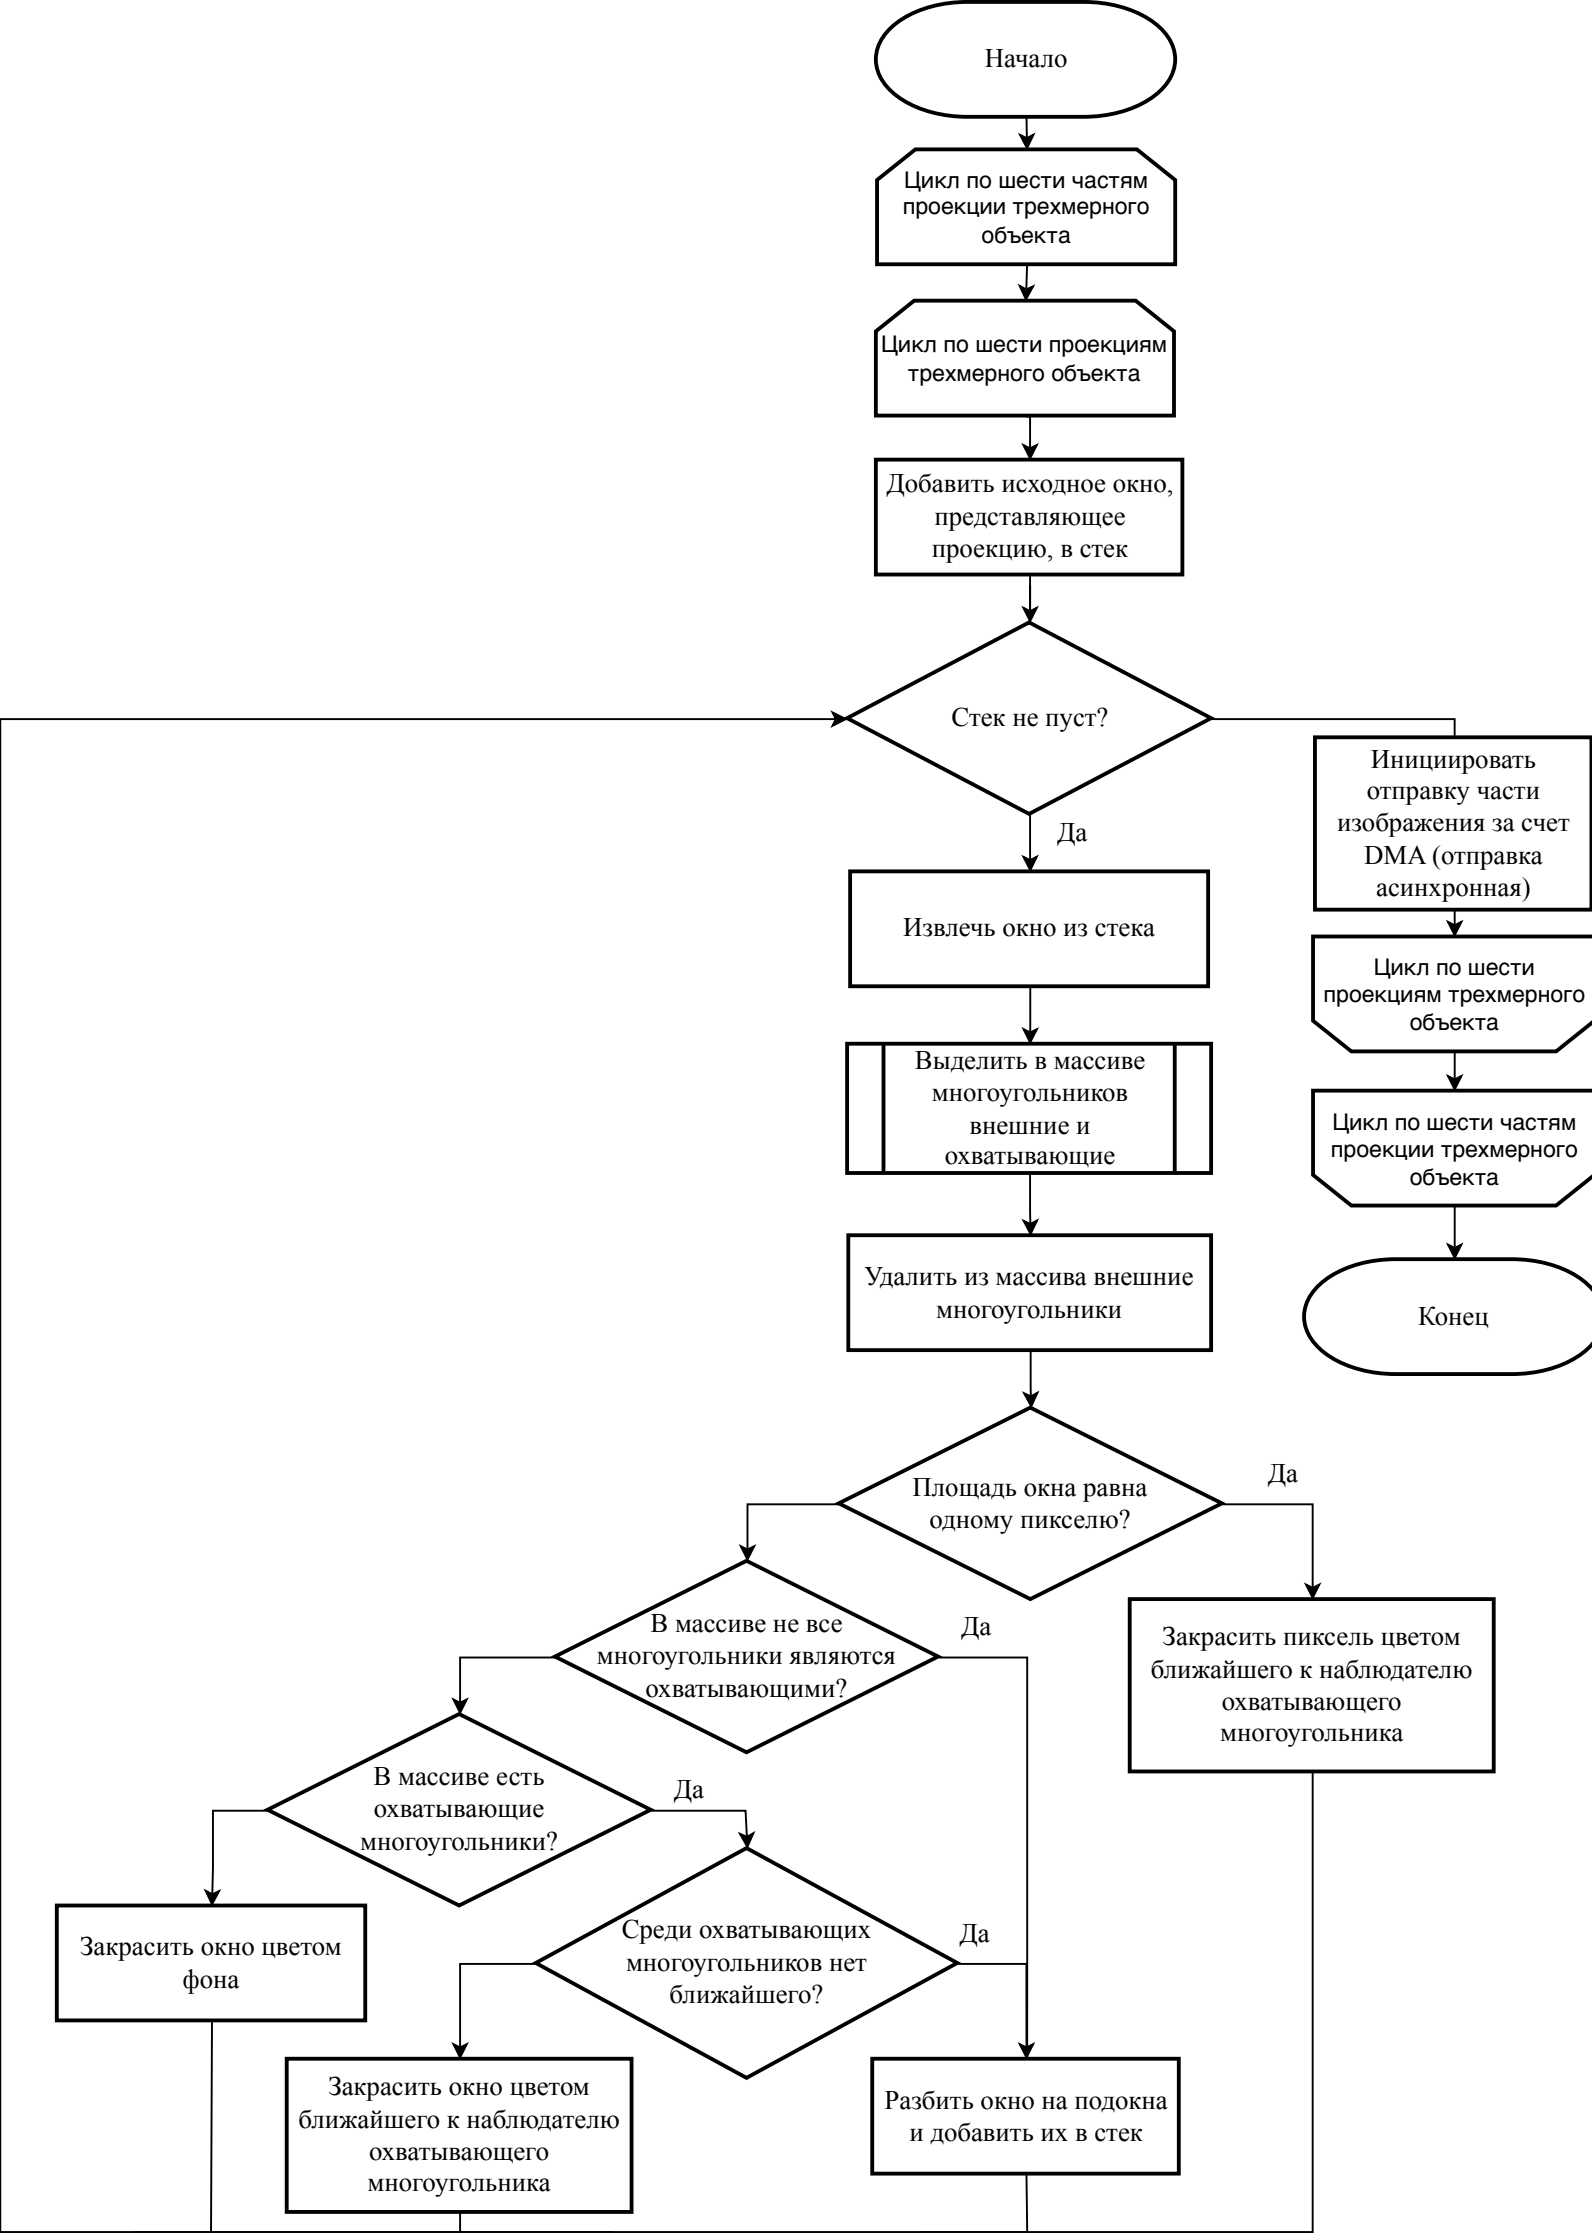 Начало
Цикл по шести частям
проекции трехмерного
объекта
Цикл по шести проекциям
трехмерного объекта
Добавить исходное окно,
представляющее
проекцию, в стек
Стек не пуст?
Да
Инициировать
отправку части
изображения за счет
DMA (отправка
асинхронная)
Извлечь окно из стека
Цикл по шести
проекциям трехмерного
объекта
Выделить в массиве
многоугольников
внешние и
охватывающие
Цикл по шести частям
проекции трехмерного
объекта
Удалить из массива внешние
многоугольники
Конец
Площадь окна равна
одному пикселю?
Да
В массиве не все
многоугольники являются
охватывающими?
Да
Закрасить пиксель цветом
ближайшего к наблюдателю
охватывающего
многоугольника
В массиве есть
охватывающие
многоугольники?
Да
Среди охватывающих
многоугольников нет
ближайшего?
Да
Закрасить окно цветом
фона
Закрасить окно цветом
ближайшего к наблюдателю
охватывающего
многоугольника
Разбить окно на подокна
и добавить их в стек